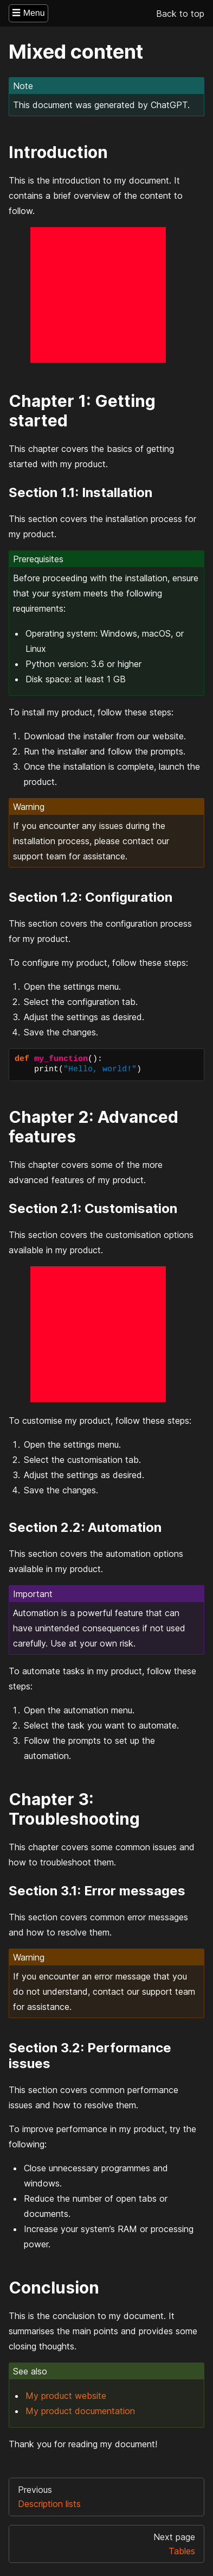 Menu
Back to top
Mixed content
Note
This document was generated by ChatGPT.
Introduction
This is the introduction to my document. It
contains a brief overview of the content to
follow.
Chapter 1: Getting
started
This chapter covers the basics of getting
started with my product.
Section 1.1: Installation
This section covers the installation process for
my product.
Prerequisites
Before proceeding with the installation, ensure
that your system meets the following
requirements:
• Operating system: Windows, macOS, or
Linux
• Python version: 3.6 or higher
• Disk space: at least 1 GB
To install my product, follow these steps:
1. Download the installer from our website.
2. Run the installer and follow the prompts.
3. Once the installation is complete, launch the
product.
Warning
If you encounter any issues during the
installation process, please contact our
support team for assistance.
Section 1.2: Configuration
This section covers the configuration process
for my product.
To configure my product, follow these steps:
1. Open the settings menu.
2. Select the configuration tab.
3. Adjust the settings as desired.
4. Save the changes.
def my_function():
    print("Hello, world!")
Chapter 2: Advanced
features
This chapter covers some of the more
advanced features of my product.
Section 2.1: Customisation
This section covers the customisation options
available in my product.
To customise my product, follow these steps:
1. Open the settings menu.
2. Select the customisation tab.
3. Adjust the settings as desired.
4. Save the changes.
Section 2.2: Automation
This section covers the automation options
available in my product.
Important
Automation is a powerful feature that can
have unintended consequences if not used
carefully. Use at your own risk.
To automate tasks in my product, follow these
steps:
1. Open the automation menu.
2. Select the task you want to automate.
3. Follow the prompts to set up the
automation.
Chapter 3:
Troubleshooting
This chapter covers some common issues and
how to troubleshoot them.
Section 3.1: Error messages
This section covers common error messages
and how to resolve them.
Warning
If you encounter an error message that you
do not understand, contact our support team
for assistance.
Section 3.2: Performance
issues
This section covers common performance
issues and how to resolve them.
To improve performance in my product, try the
following:
• Close unnecessary programmes and
windows.
• Reduce the number of open tabs or
documents.
• Increase your system's RAM or processing
power.
Conclusion
This is the conclusion to my document. It
summarises the main points and provides some
closing thoughts.
See also
• My product website
• My product documentation
Thank you for reading my document!
Previous
Description lists
Next page
Tables